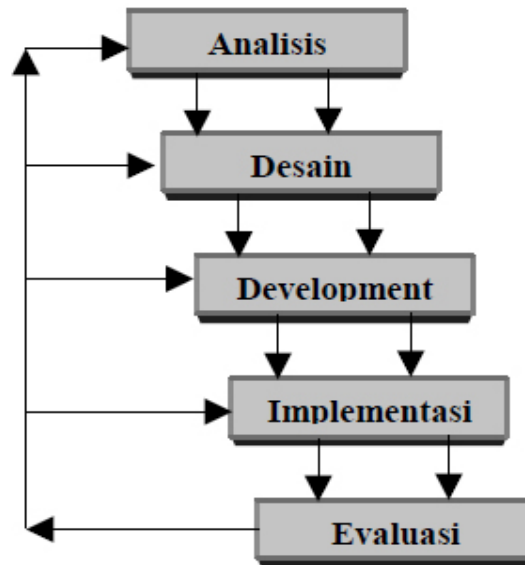 Analisis
Desain
Development
Implementasi
Evaluasi